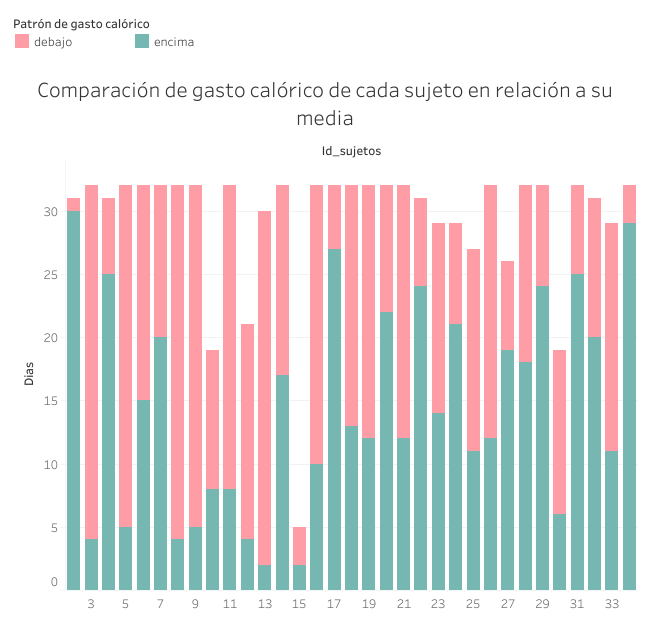 Patrón de gasto calórico
debajo
encima
Comparación de gasto calórico de cada sujeto en relación a su
media
Id_sujetos
30
25
20
15
10
5
0
Dias
3 5 7 9 11 13 15 17 19 21 23 25 27 29 31 33